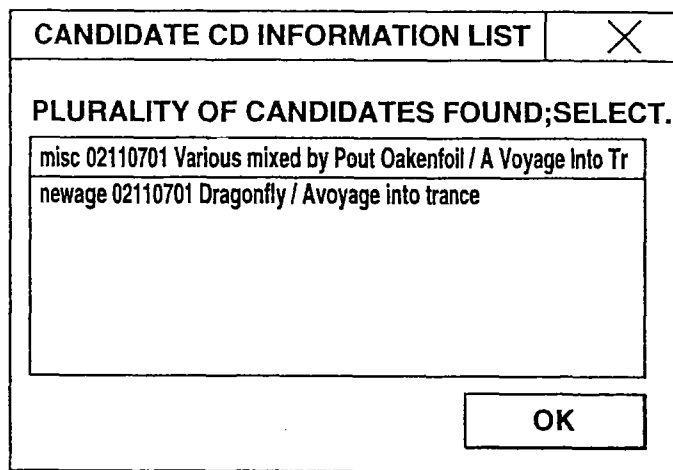 CANDIDATE CD INFORMATION LIST
PLURALITY OF CANDIDATES FOUND;SELECT.
misc 02110701 Various mixed by Pout Oakenfoil / A Voyage Into Tr
newage 02110701 Dragonfly / Avoyage into trance
OK